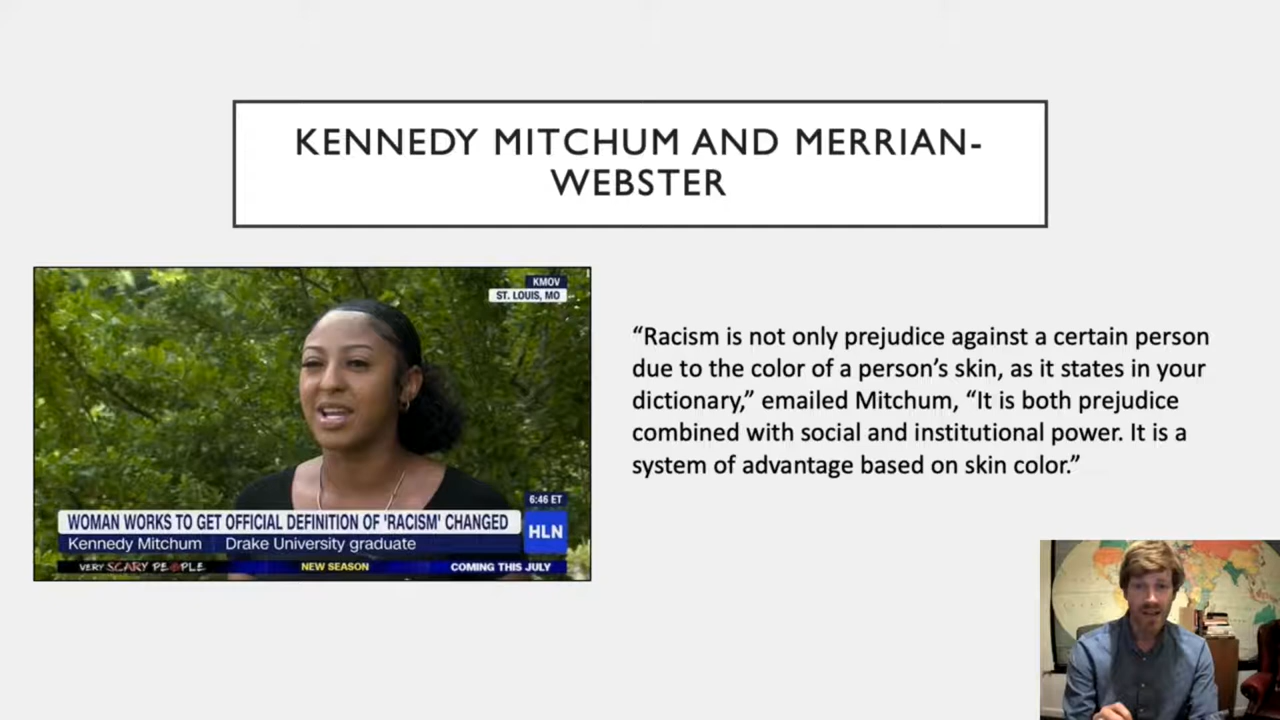 KENNEDY MITCHUM AND MERRIAN-
WEBSTER
KMOV
ST. LOUIS, MO
“Racism is not only prejudice against a certain person
due to the color of a person’s skin, as it states in your
dictionary,” emailed Mitchum, “It is both prejudice
combined with social and institutional power. It is a
system of advantage based on skin color.”
6:46 ET
WOMAN WORKS TO GET OFFICIAL DEFINITION OF 'RACISM' CHANGED
HLN
Kennedy Mitchum Drake University graduate
VERY SCARY PEOPLE NEW SEASON COMING THIS JULY